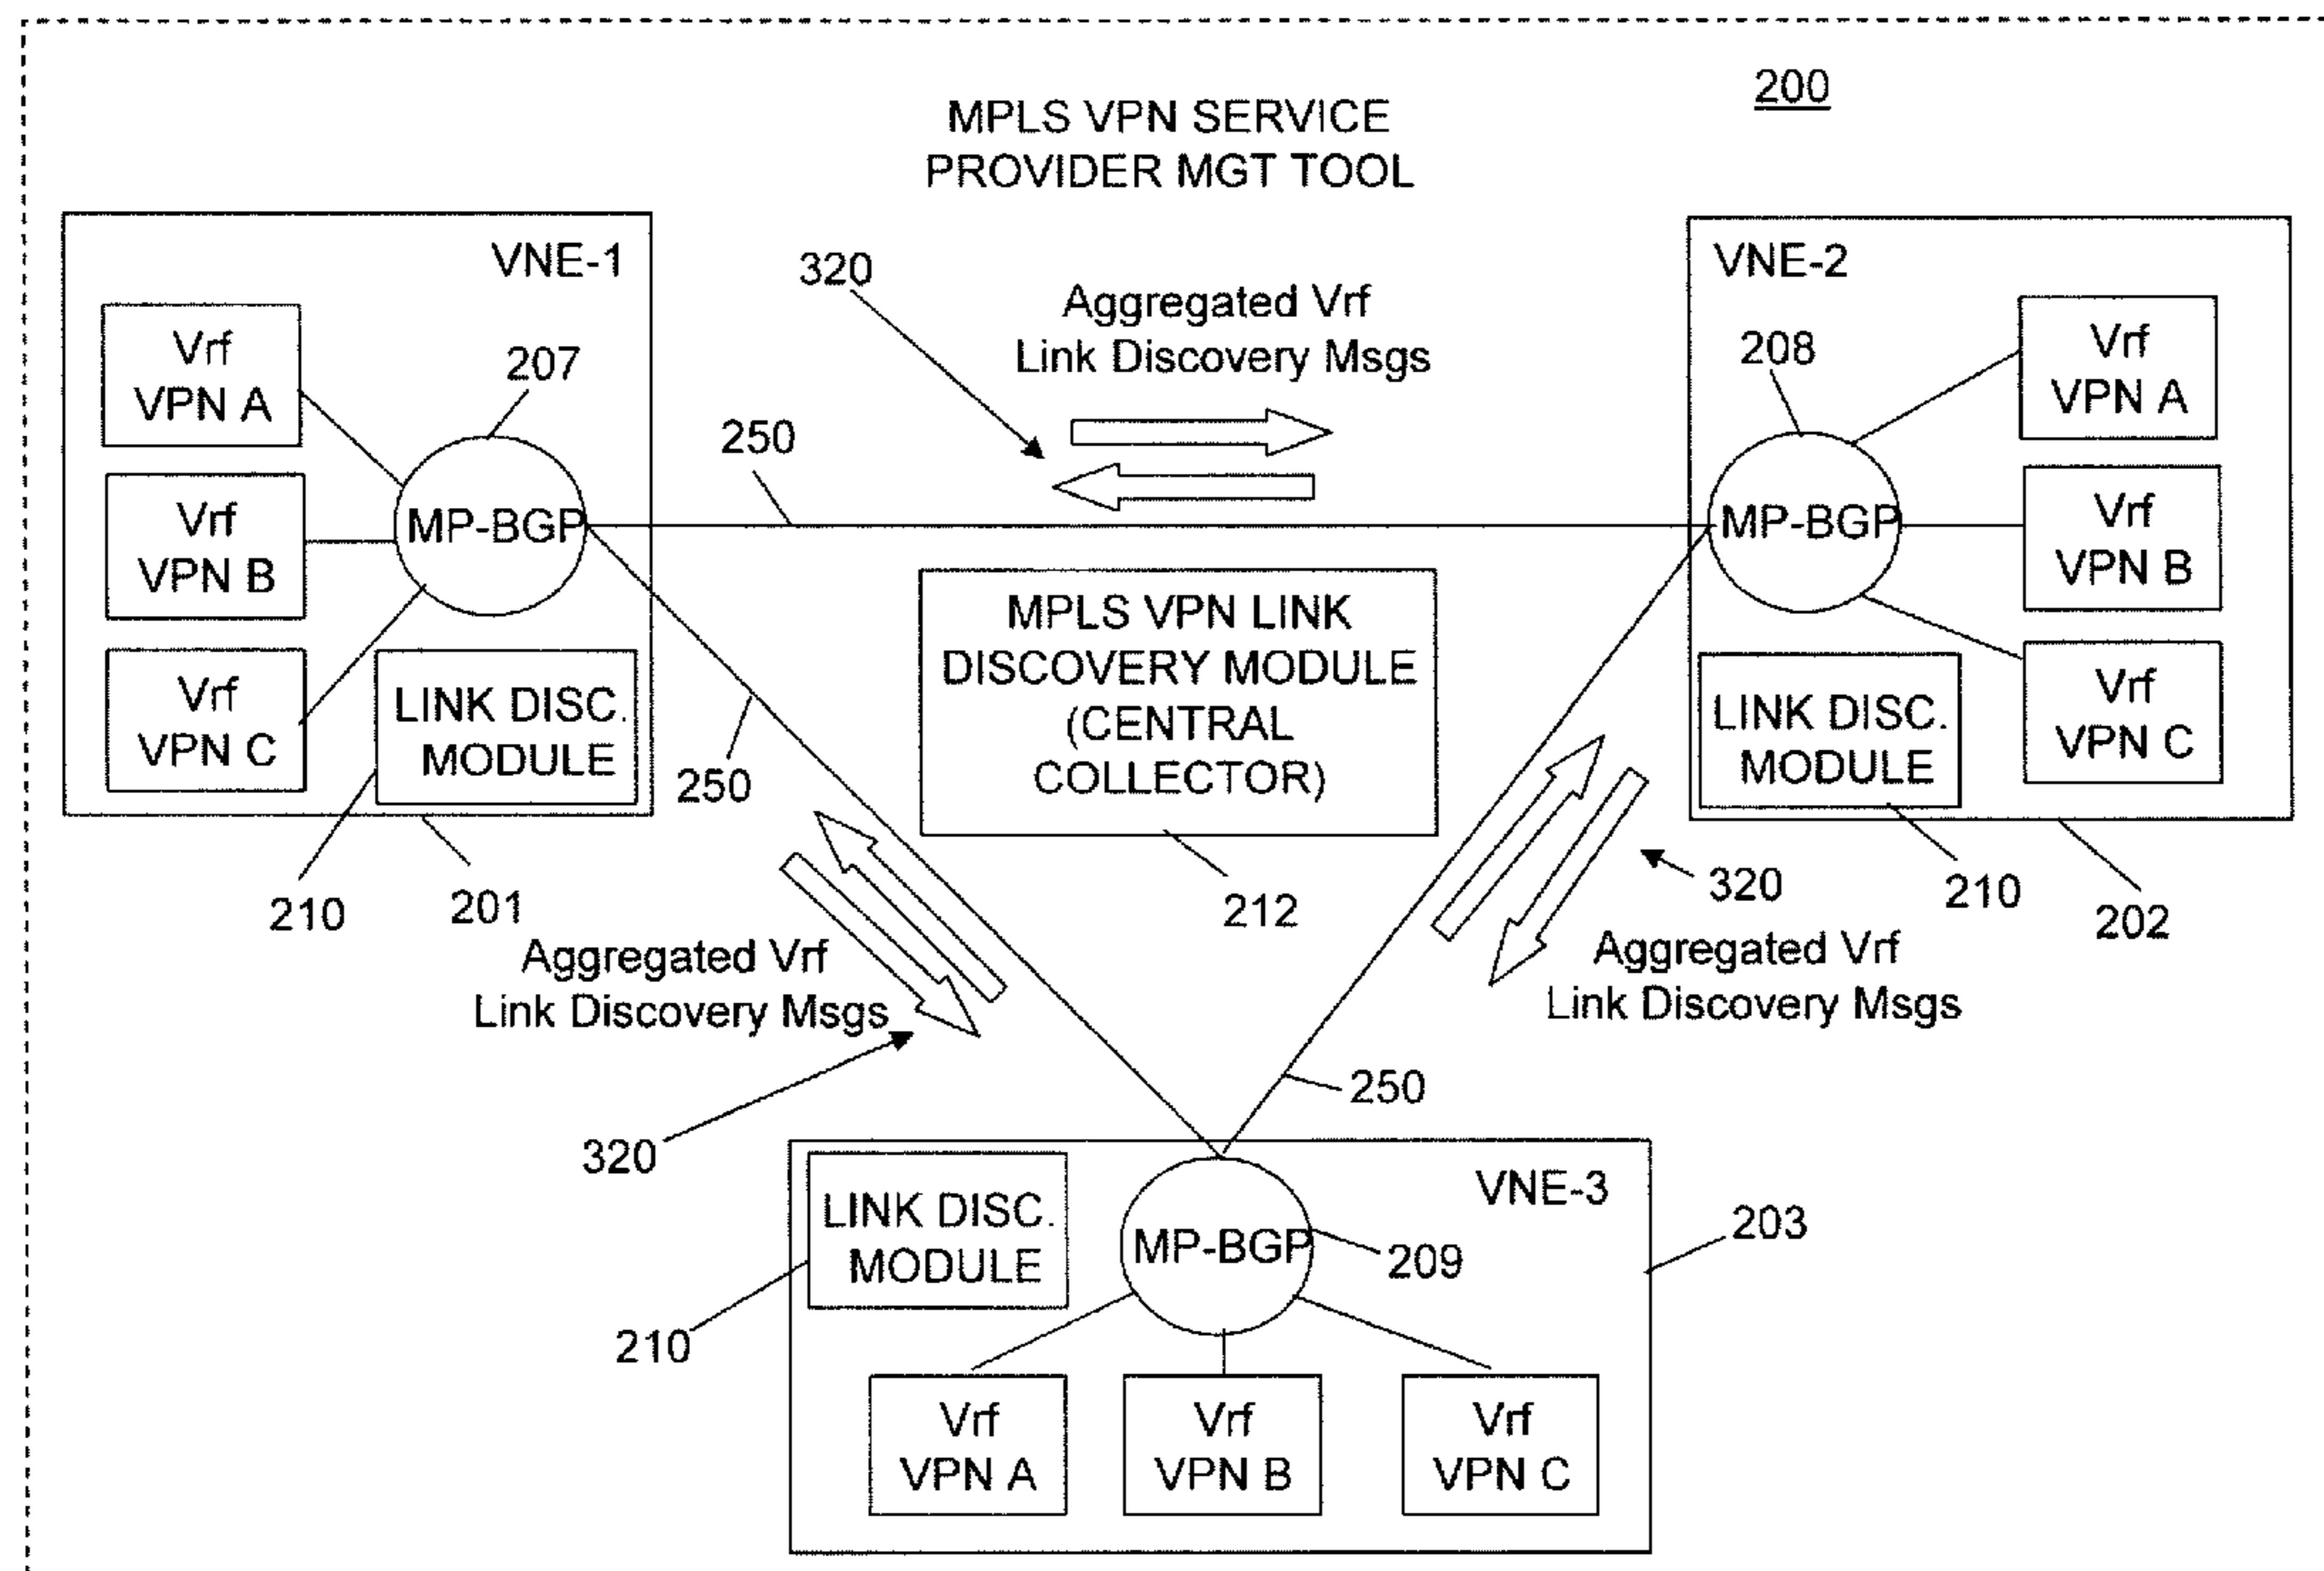 200
MPLS VPN SERVICE
PROVIDER MGT TOOL
VNE-1
Vrf
VPN A
207
Vrf
VPN B
MP-BGP
Vrf
VPN C
LINK DISC.
MODULE
210
201
320
Aggregated Vrf
Link Discovery Msgs
250
VNE-2
208
Vrf
VPN A
MP-BGP
Vrf
VPN B
Vrf
VPN C
LINK DISC.
MODULE
210
202
MPLS VPN LINK
DISCOVERY MODULE
(CENTRAL
COLLECTOR)
212
250
Aggregated Vrf
Link Discovery Msgs
320
320
Aggregated Vrf
Link Discovery Msgs
250
VNE-3
203
LINK DISC.
MODULE
210
MP-BGP
209
Vrf
VPN A
Vrf
VPN B
Vrf
VPN C